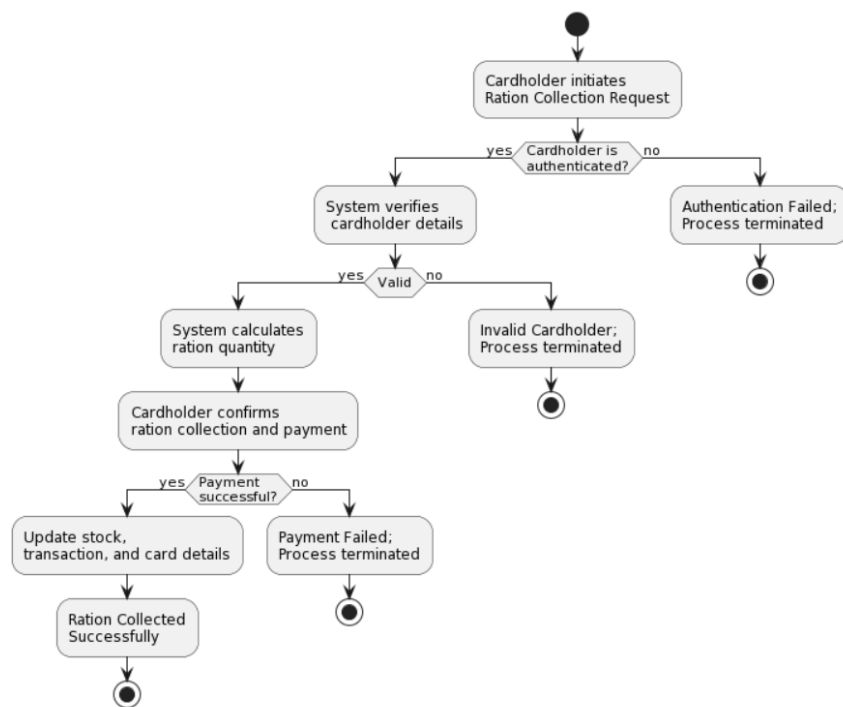 Cardholder initiates
Ration Collection Request
yes
Cardholder is
authenticated?
no
System verifies
cardholder details
Authentication Failed;
Process terminated
yes
Valid
no
System calculates
ration quantity
Invalid Cardholder;
Process terminated
Cardholder confirms
ration collection and payment
yes
Payment
successful?
no
Update stock,
transaction, and card details
Payment Failed;
Process terminated
Ration Collected
Successfully